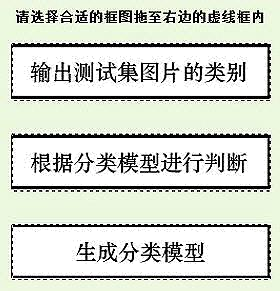 请选择合适的框图拖至右边的虚线框内
输出测试集图片的类别
根据分类模型进行判断
生成分类模型